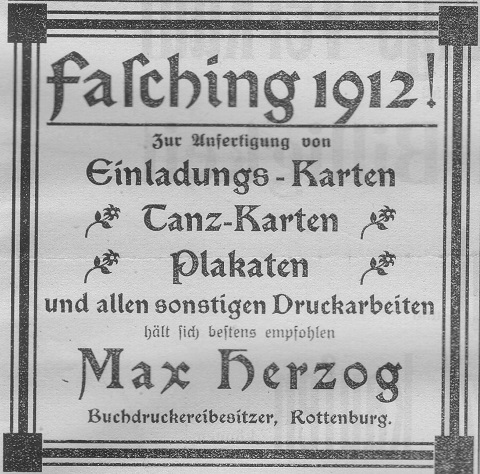 Faſching 1912!
Zur Anfertigung von
Einladungs-Karten
Tanz-Karten
Plakaten
und allen sonstigen Druckarbeiten
hält ſich beſtens empfohlen
Max Herzog
Buchdruckereibesitzer, Rottenburg.